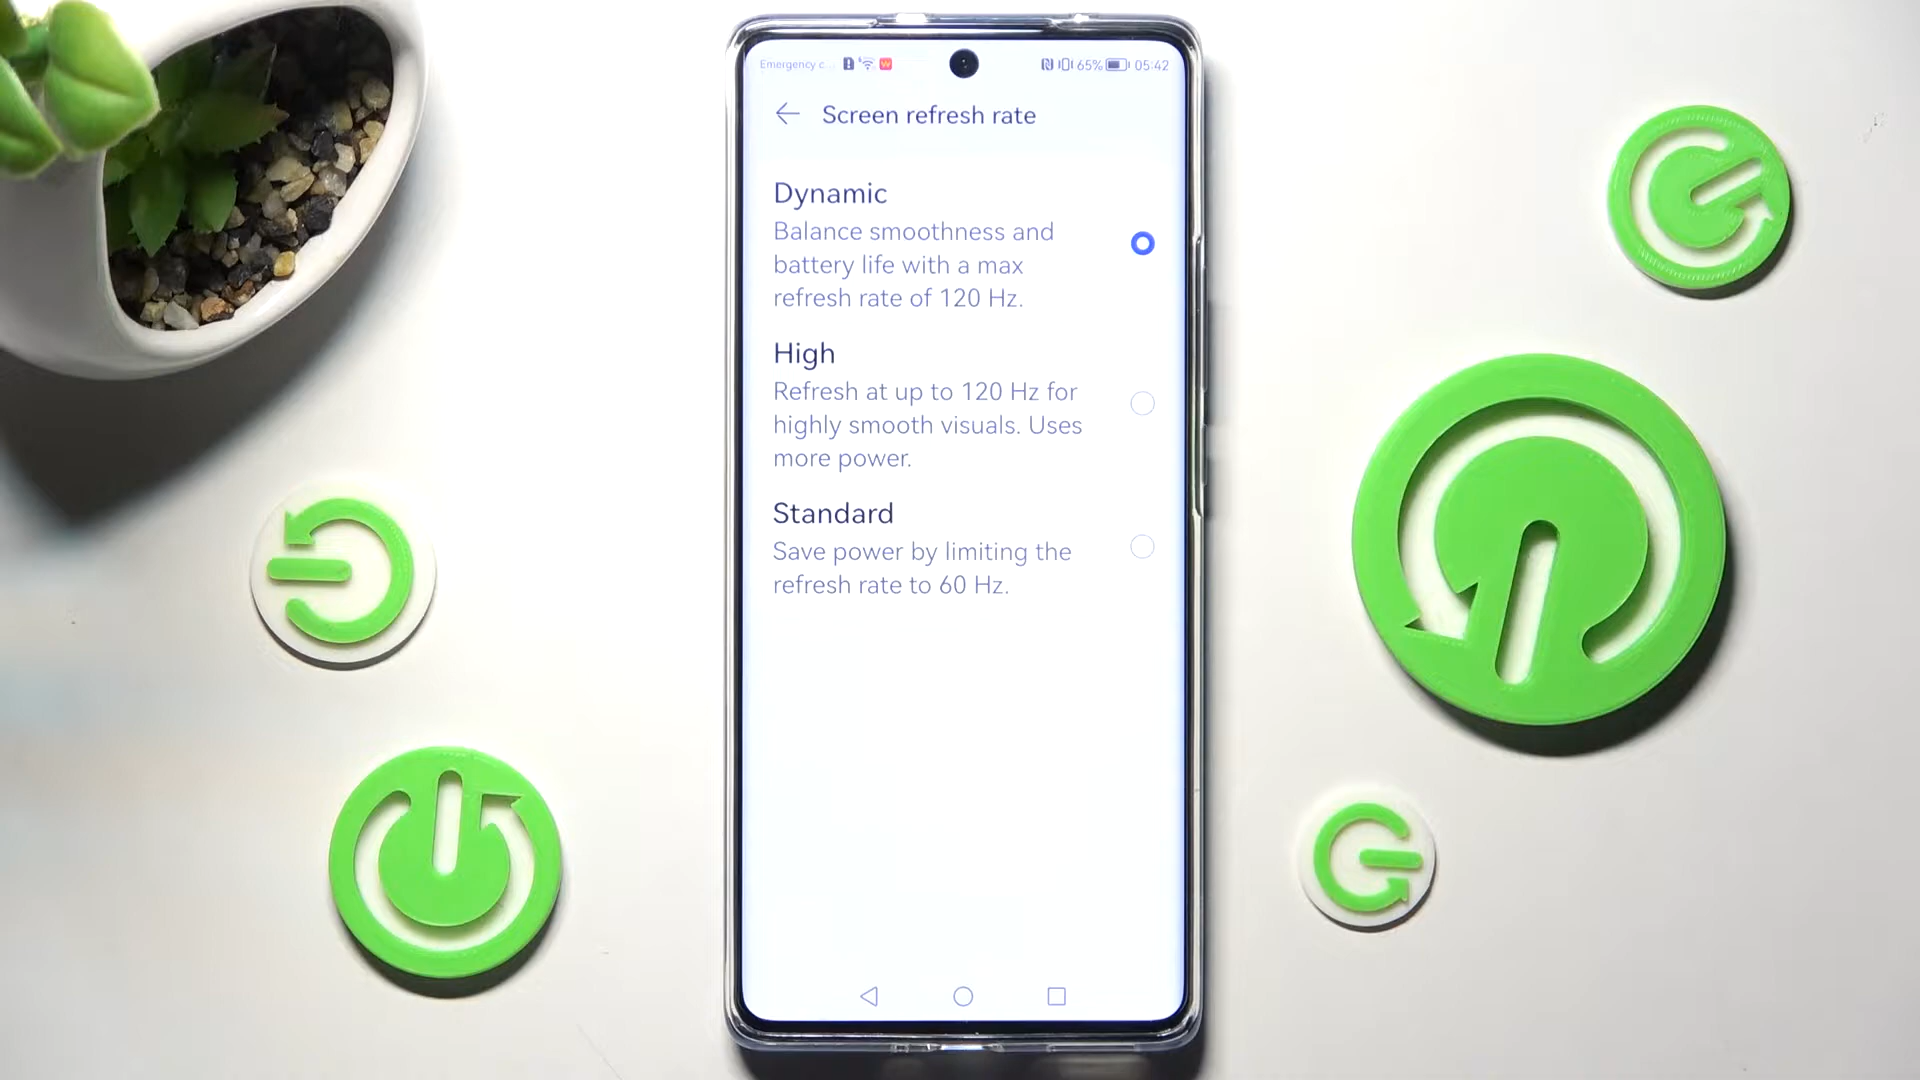 Emergency c... 65% 05:42
Screen refresh rate
Dynamic
Balance smoothness and
battery life with a max
refresh rate of 120 Hz.
High
Refresh at up to 120 Hz for
highly smooth visuals. Uses
more power.
Standard
Save power by limiting the
refresh rate to 60 Hz.